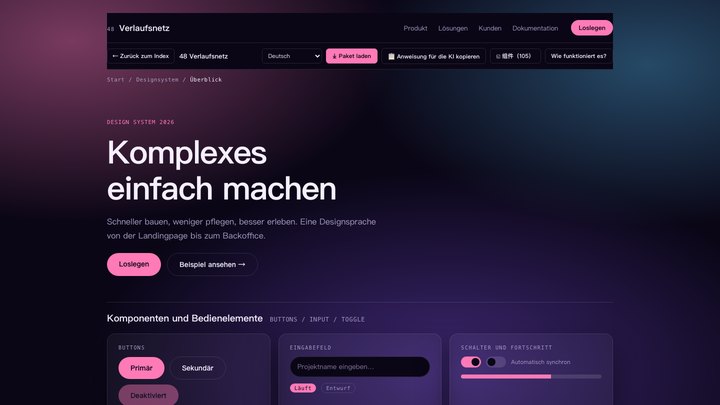 48 Verlaufsnetz
Produkt Lösungen Kunden Dokumentation Loslegen
← Zurück zum Index 48 Verlaufsnetz Deutsch ⤓ Paket laden 📋 Anweisung für die KI kopieren ⧉ 组件 (105) Wie funktioniert es?
Start / Designsystem / Überblick
DESIGN SYSTEM 2026
Komplexes
einfach machen
Schneller bauen, weniger pflegen, besser erleben. Eine Designsprache
von der Landingpage bis zum Backoffice.
Loslegen Beispiel ansehen →
Komponenten und Bedienelemente BUTTONS / INPUT / TOGGLE
BUTTONS
Primär Sekundär
Deaktiviert
EINGABEFELD
Projektname eingeben…
Läuft Entwurf
SCHALTER UND FORTSCHRITT
Automatisch synchron